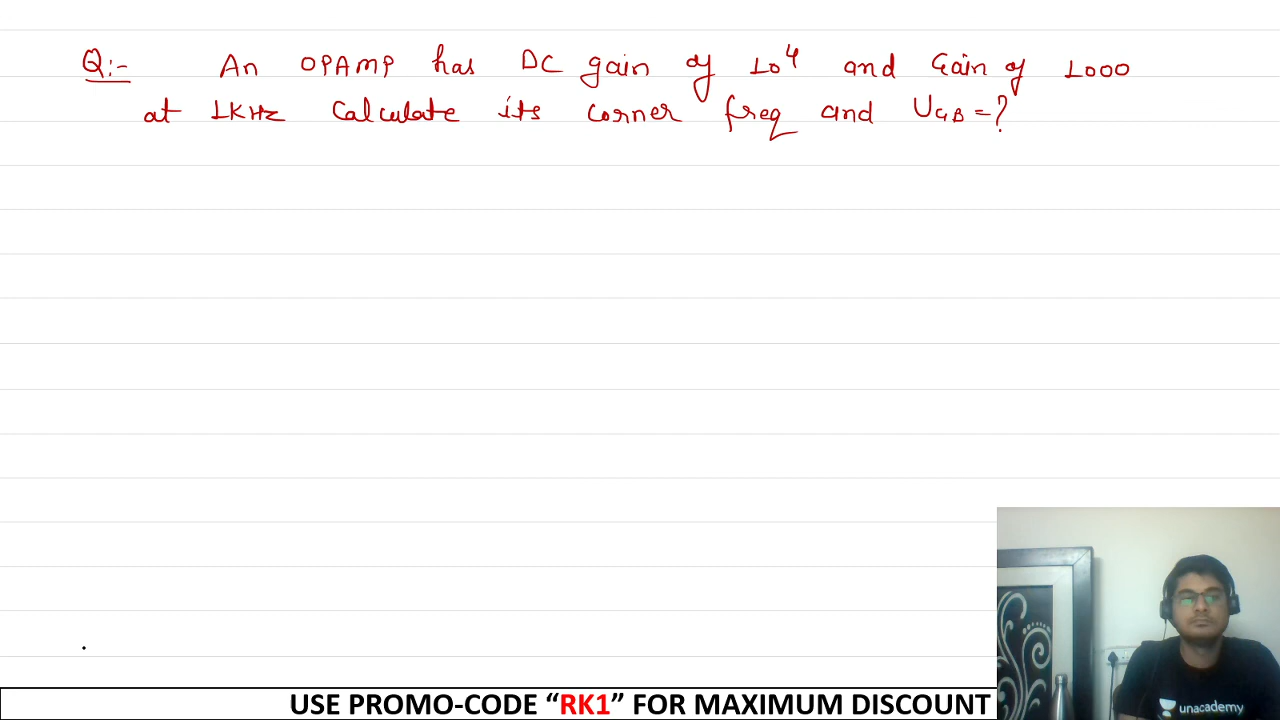 Q:- An OPAMP has DC gain of 10⁴ and Gain of 1000
at 1KHz Calculate its corner freq and UGB=?
unacademy
USE PROMO-CODE “RK1” FOR MAXIMUM DISCOUNT